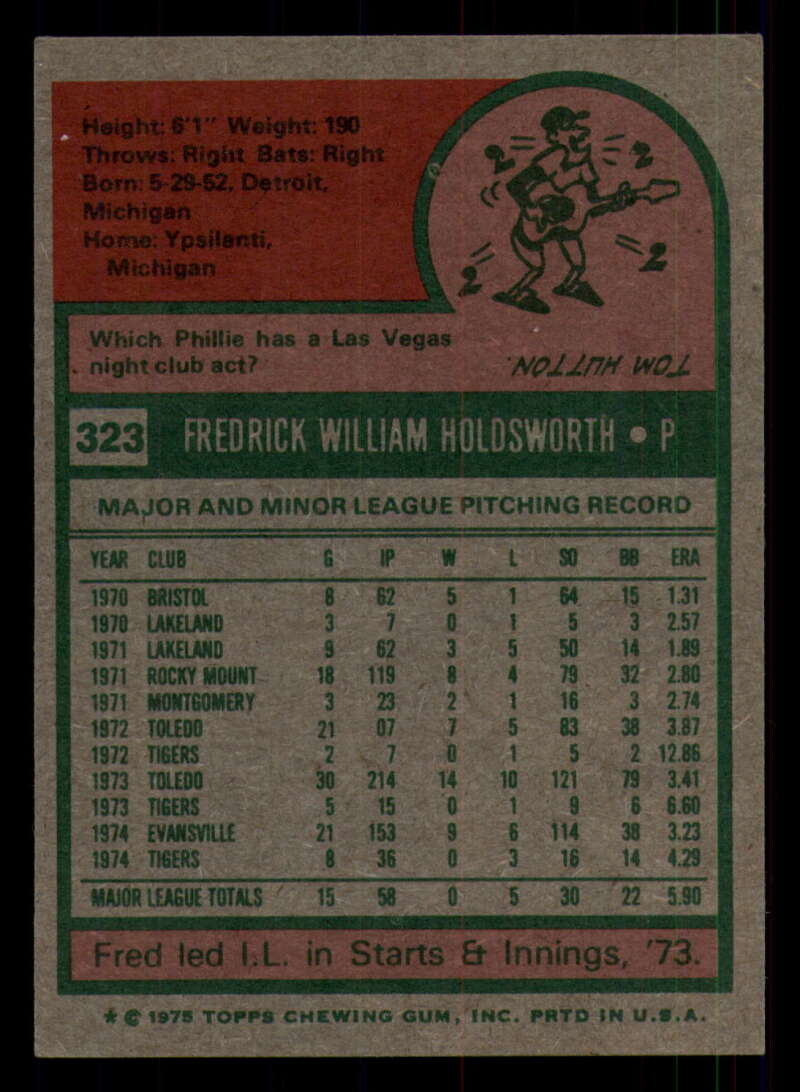 Height: 6'1" Weight: 190
Throws: Right Bats: Right
Born: 5-29-52, Detroit,
Michigan
Home: Ypsilanti,
Michigan
2 2
2 2
Which Phillie has a Las Vegas
night club act?
TOM HUTTON.
323 FREDRICK WILLIAM HOLDSWORTH • P
MAJOR AND MINOR LEAGUE PITCHING RECORD
YEAR CLUB G IP W L SO BB ERA
1970 BRISTOL 8 62 5 1 64 15 1.31
1970 LAKELAND 3 7 0 1 5 3 2.57
1971 LAKELAND 9 62 3 5 50 14 1.89
1971 ROCKY MOUNT 18 119 8 4 79 32 2.80
1971 MONTGOMERY 3 23 2 1 16 3 2.74
1972 TOLEDO 21 07 7 5 83 38 3.87
1972 TIGERS 2 7 0 1 5 2 12.86
1973 TOLEDO 30 214 14 10 121 79 3.41
1973 TIGERS 5 15 0 1 9 6 6.60
1974 EVANSVILLE 21 153 9 6 114 38 3.23
1974 TIGERS 8 36 0 3 16 14 4.29
MAJOR LEAGUE TOTALS 15 58 0 5 30 22 5.90
Fred led I.L. in Starts & Innings, '73.
* © 1975 TOPPS CHEWING GUM, INC. PRTD IN U.S.A.